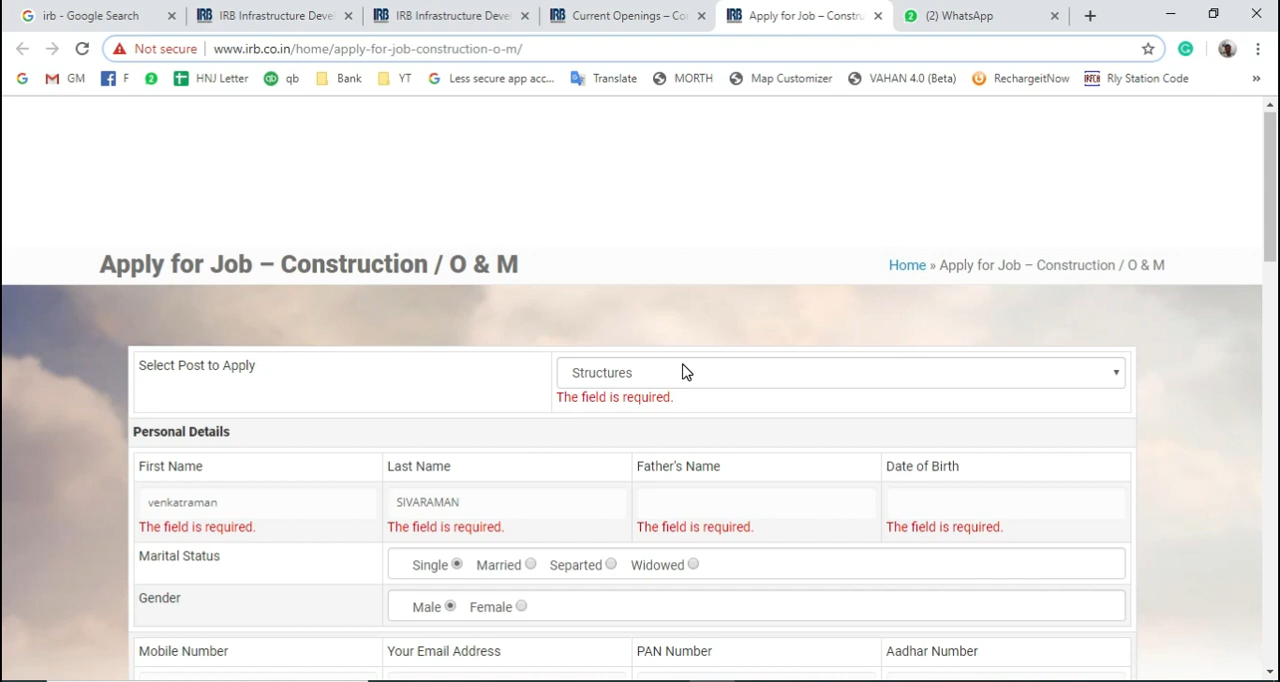 irb - Google Search
IRB Infrastructure Deve
IRB Infrastructure Deve
Current Openings – Co
Apply for Job – Constru
2 (2) WhatsApp
Not secure www.irb.co.in/home/apply-for-job-construction-o-m/
GM
F
2
HNJ Letter
qb
Bank
YT
Less secure app acc...
Translate
MORTH
Map Customizer
VAHAN 4.0 (Beta)
RechargeitNow
Rly Station Code
»
Apply for Job – Construction / O & M
Home » Apply for Job – Construction / O & M
Select Post to Apply
Structures
The field is required.
Personal Details
First Name Last Name Father's Name Date of Birth
venkatraman SIVARAMAN
The field is required. The field is required. The field is required. The field is required.
Marital Status
Single Married Separted Widowed
Gender
Male Female
Mobile Number Your Email Address PAN Number Aadhar Number